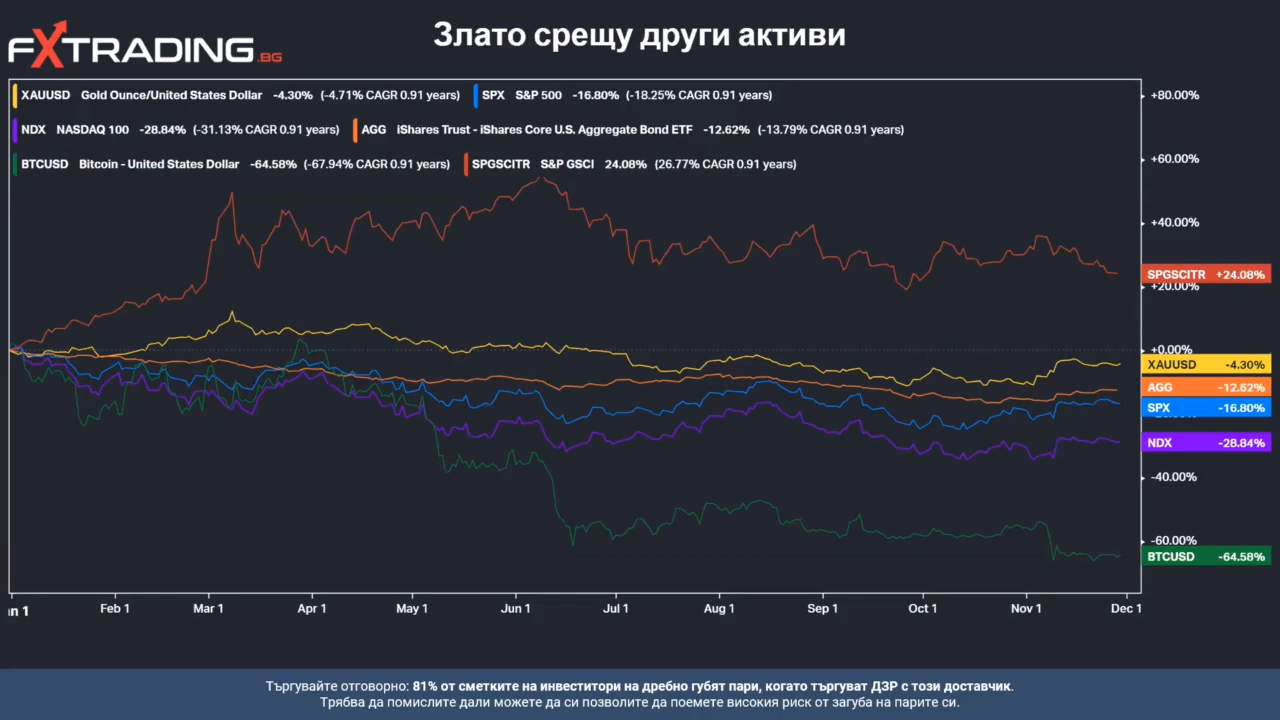 FXTRADING.BG
Злато срещу други активи
XAUUSD Gold Ounce/United States Dollar -4.30% (-4.71% CAGR 0.91 years) SPX S&P 500 -16.80% (-18.25% CAGR 0.91 years)
NDX NASDAQ 100 -28.84% (-31.13% CAGR 0.91 years) AGG iShares Trust - iShares Core U.S. Aggregate Bond ETF -12.62% (-13.79% CAGR 0.91 years)
BTCUSD Bitcoin - United States Dollar -64.58% (-67.94% CAGR 0.91 years) SPGSCITR S&P GSCI 24.08% (26.77% CAGR 0.91 years)
+80.00%
+60.00%
+40.00%
SPGSCITR +24.08%
+20.00%
+0.00%
XAUUSD -4.30%
AGG -12.62%
SPX -16.80%
NDX -28.84%
-40.00%
-60.00%
BTCUSD -64.58%
n 1 Feb 1 Mar 1 Apr 1 May 1 Jun 1 Jul 1 Aug 1 Sep 1 Oct 1 Nov 1 Dec 1
Търгувайте отговорно: 81% от сметките на инвеститори на дребно губят пари, когато търгуват ДЗР с този доставчик.
Трябва да помислите дали можете да си позволите да поемете високия риск от загуба на парите си.